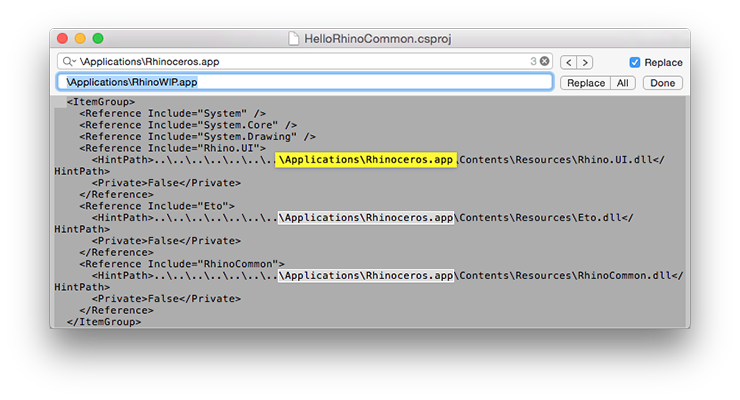 HelloRhinoCommon.csproj
\Applications\Rhinoceros.app 3 < > Replace
\Applications\RhinoWIP.app Replace All Done
<ItemGroup>
<Reference Include="System" />
<Reference Include="System.Core" />
<Reference Include="System.Drawing" />
<Reference Include="Rhino.UI">
<HintPath>..\..\..\..\..\..\..\Applications\Rhinoceros.app\Contents\Resources\Rhino.UI.dll</
HintPath>
<Private>False</Private>
</Reference>
<Reference Include="Eto">
<HintPath>..\..\..\..\..\..\..\Applications\Rhinoceros.app\Contents\Resources\Eto.dll</
HintPath>
<Private>False</Private>
</Reference>
<Reference Include="RhinoCommon">
<HintPath>..\..\..\..\..\..\..\Applications\Rhinoceros.app\Contents\Resources\RhinoCommon.dll</
HintPath>
<Private>False</Private>
</Reference>
</ItemGroup>